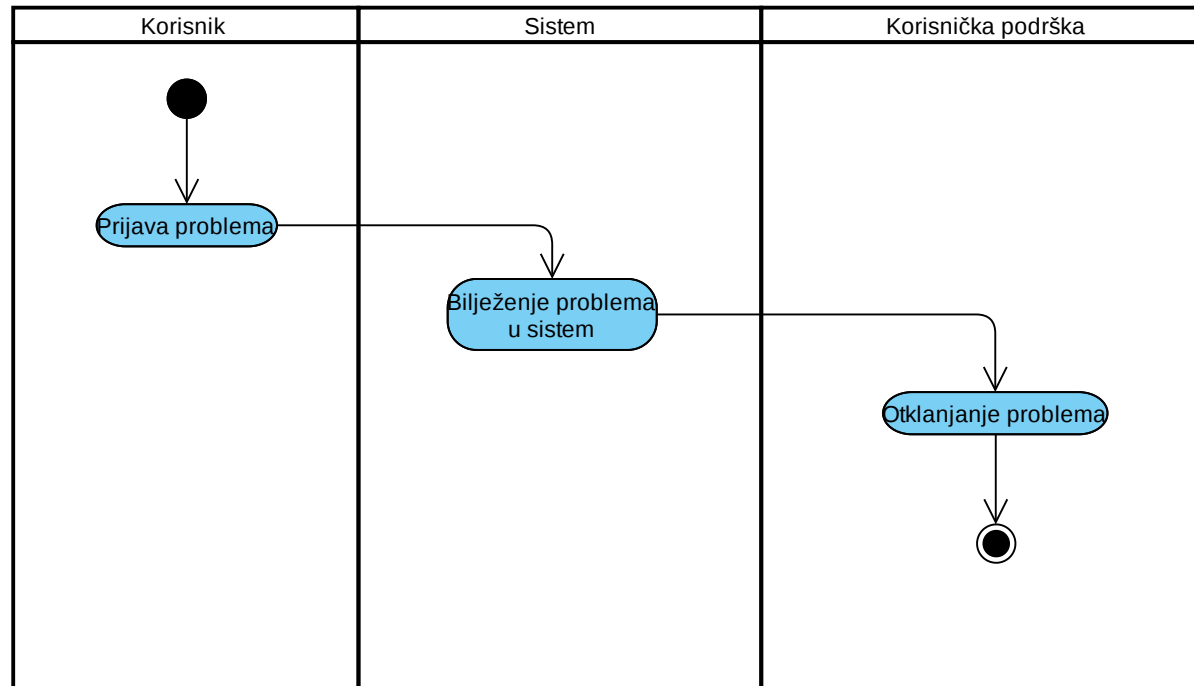 Korisnik
Sistem
Korisnička podrška
Prijava problema
Bilježenje problema
u sistem
Otklanjanje problema